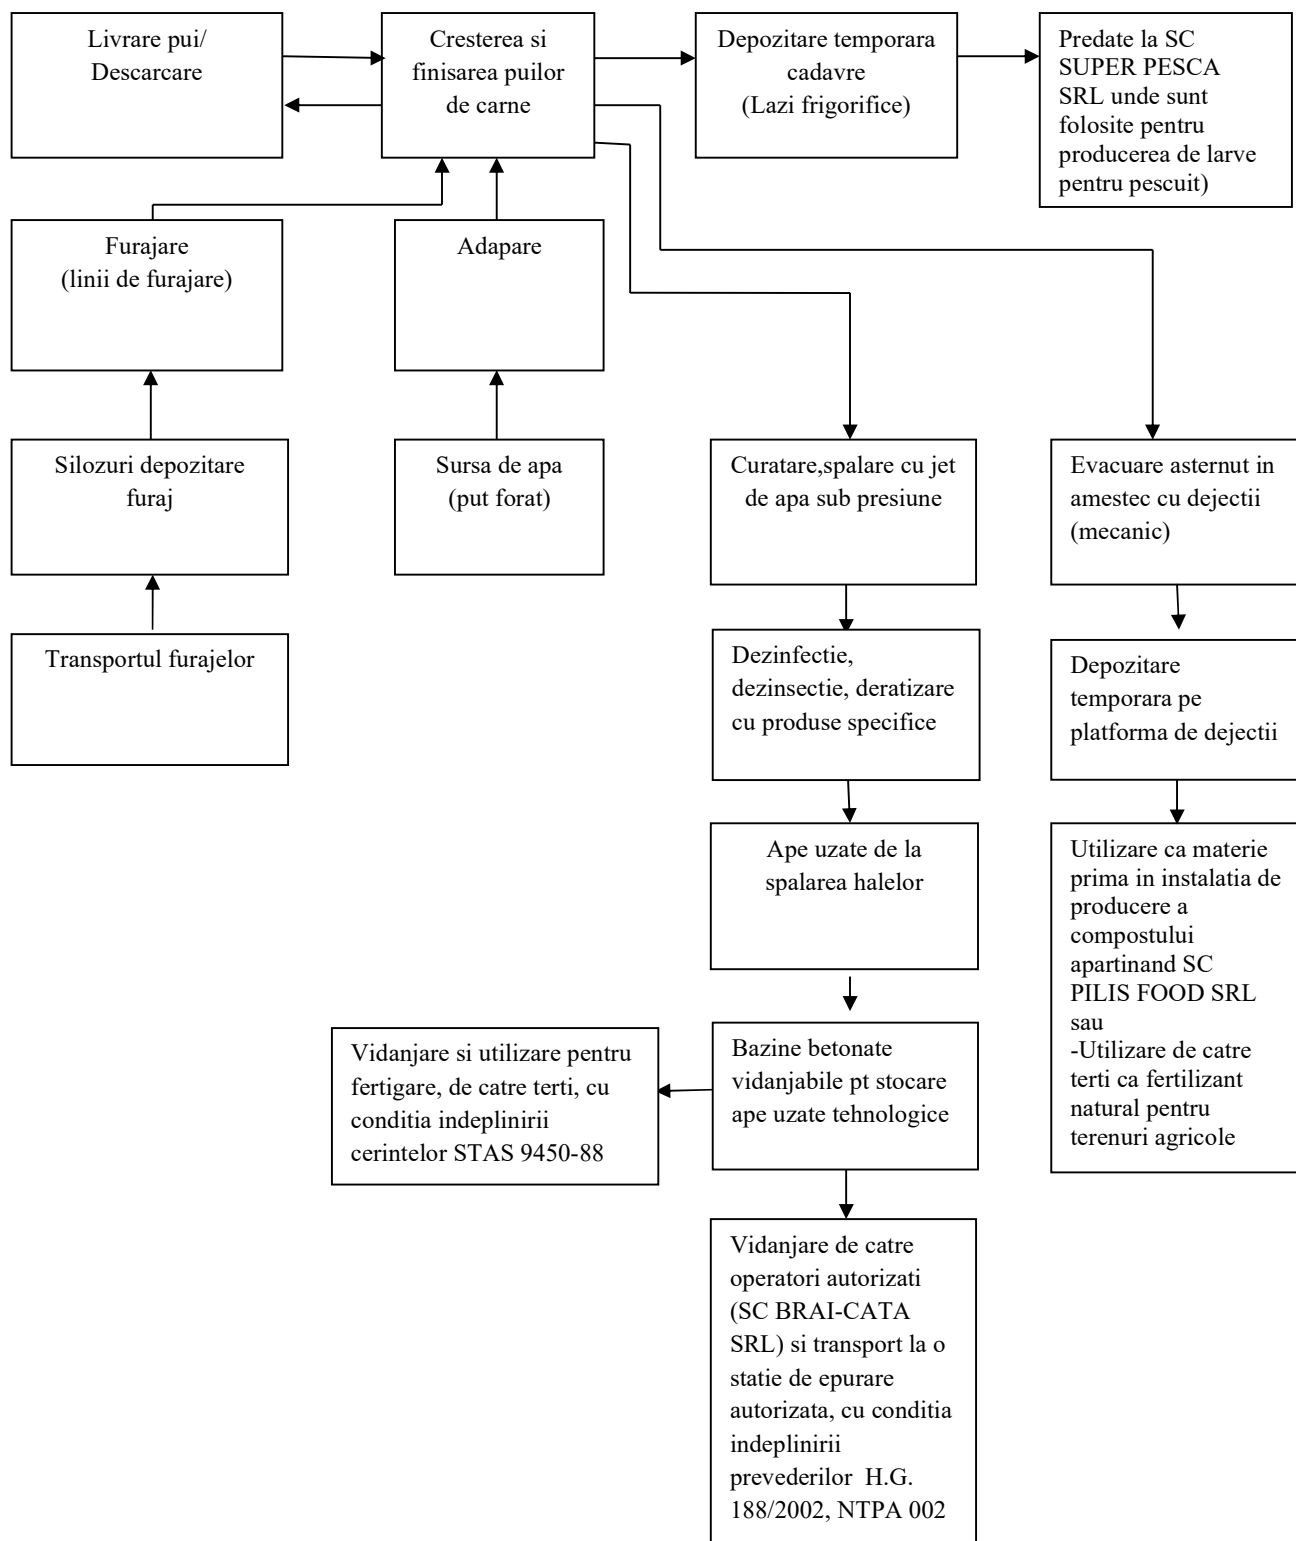 Livrare pui/
Descarcare
Cresterea si
finisarea puilor
de carne
Depozitare temporara
cadavre
(Lazi frigorifice)
Predate la SC
SUPER PESCA
SRL unde sunt
folosite pentru
producerea de larve
pentru pescuit)
Furajare
(linii de furajare)
Adapare
Silozuri depozitare
furaj
Sursa de apa
(put forat)
Curatare,spalare cu jet
de apa sub presiune
Evacuare asternut in
amestec cu dejectii
(mecanic)
Transportul furajelor
Dezinfectie,
dezinsectie, deratizare
cu produse specifice
Depozitare
temporara pe
platforma de dejectii
Ape uzate de la
spalarea halelor
Utilizare ca materie
prima in instalatia de
producere a
compostului
apartinand SC
PILIS FOOD SRL
sau
-Utilizare de catre
terti ca fertilizant
natural pentru
terenuri agricole
Vidanjare si utilizare pentru
fertigare, de catre terti, cu
conditia indeplinirii
cerintelor STAS 9450-88
Bazine betonate
vidanjabile pt stocare
ape uzate tehnologice
Vidanjare de catre
operatori autorizati
(SC BRAI-CATA
SRL) si transport la o
statie de epurare
autorizata, cu conditia
indeplinirii
prevederilor H.G.
188/2002, NTPA 002